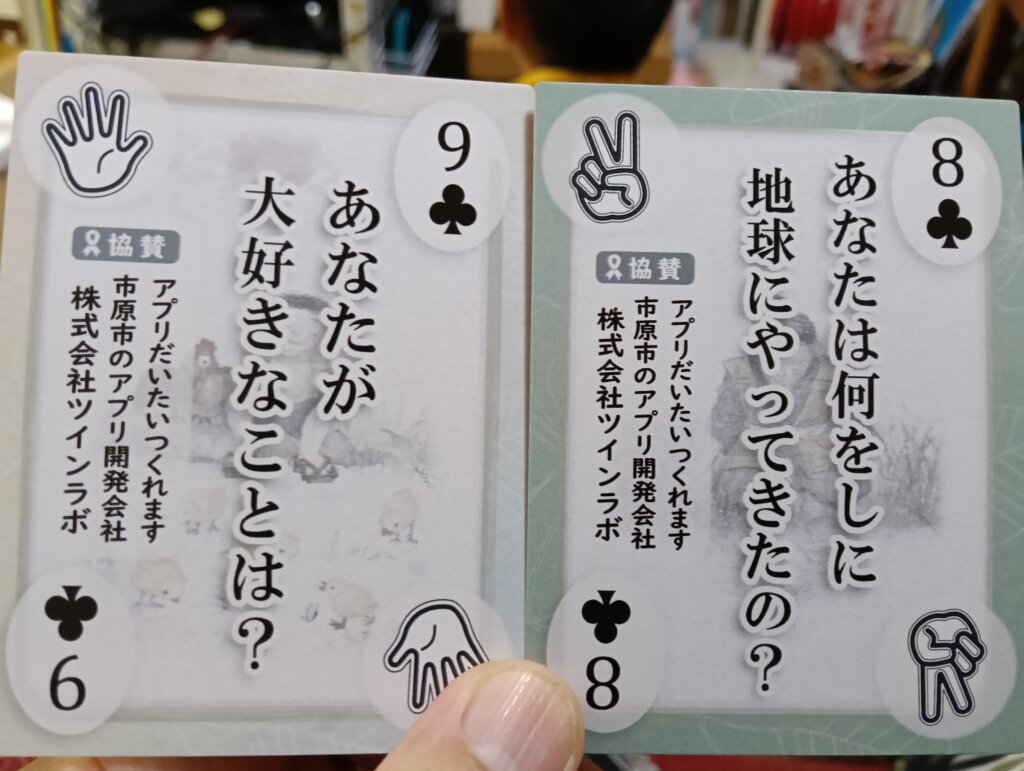 9
あなたが
大好きなことは?
協賛
アプリだいたいつくれます
市原市のアプリ開発会社
株式会社ツインラボ
9
8
あなたは何をしに
地球にやってきたの?
協賛
アプリだいたいつくれます
市原市のアプリ開発会社
株式会社ツインラボ
8